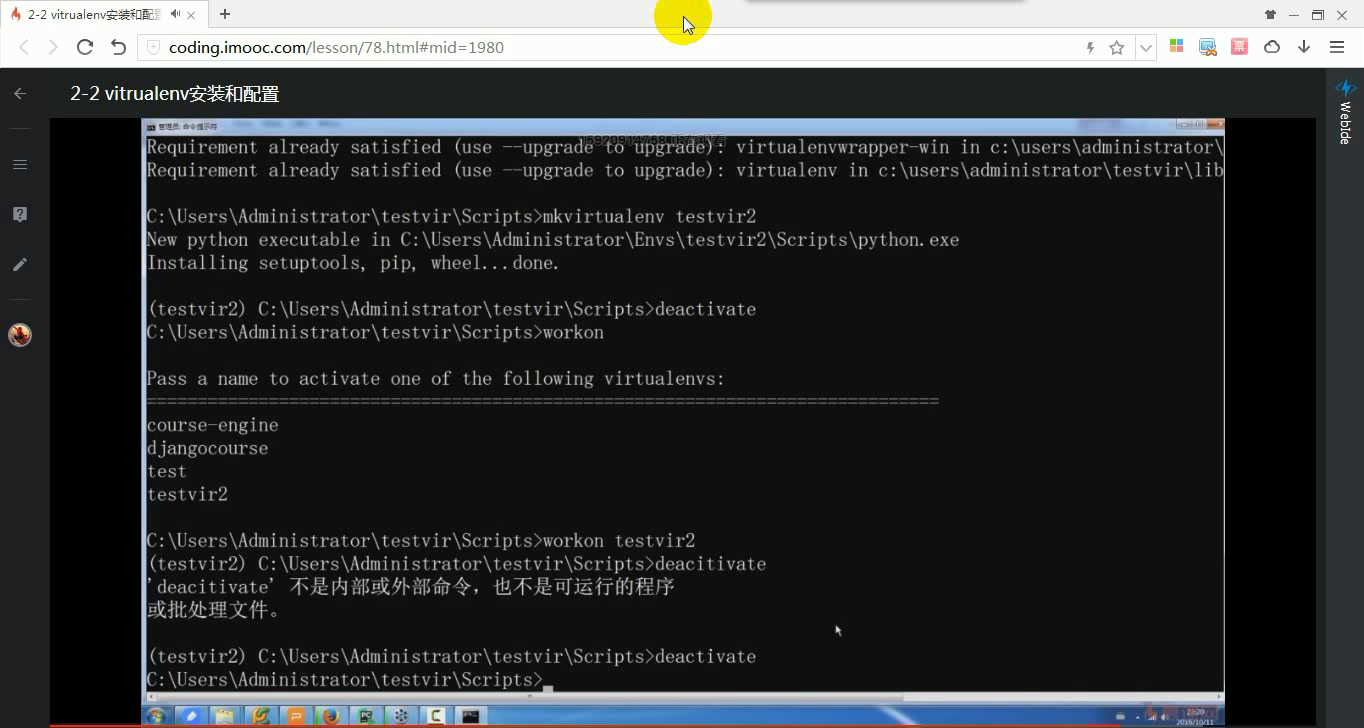 2-2 vitrualenv安装和配置
coding.imooc.com/lesson/78.html#mid=1980
票
2-2 vitrualenv安装和配置
WebIde
管理员: 命令提示符
Requirement already satisfied (use --upgrade to upgrade): virtualenvwrapper-win in c:\users\administrator\
Requirement already satisfied (use --upgrade to upgrade): virtualenv in c:\users\administrator\testvir\lib
C:\Users\Administrator\testvir\Scripts>mkvirtualenv testvir2
New python executable in C:\Users\Administrator\Envs\testvir2\Scripts\python.exe
Installing setuptools, pip, wheel...done.
(testvir2) C:\Users\Administrator\testvir\Scripts>deactivate
C:\Users\Administrator\testvir\Scripts>workon
Pass a name to activate one of the following virtualenvs:
==============================================================================
course-engine
djangocourse
test
testvir2
C:\Users\Administrator\testvir\Scripts>workon testvir2
(testvir2) C:\Users\Administrator\testvir\Scripts>deacitivate
'deacitivate' 不是内部或外部命令，也不是可运行的程序
或批处理文件。
(testvir2) C:\Users\Administrator\testvir\Scripts>deactivate
C:\Users\Administrator\testvir\Scripts>
23:20
2016/10/11